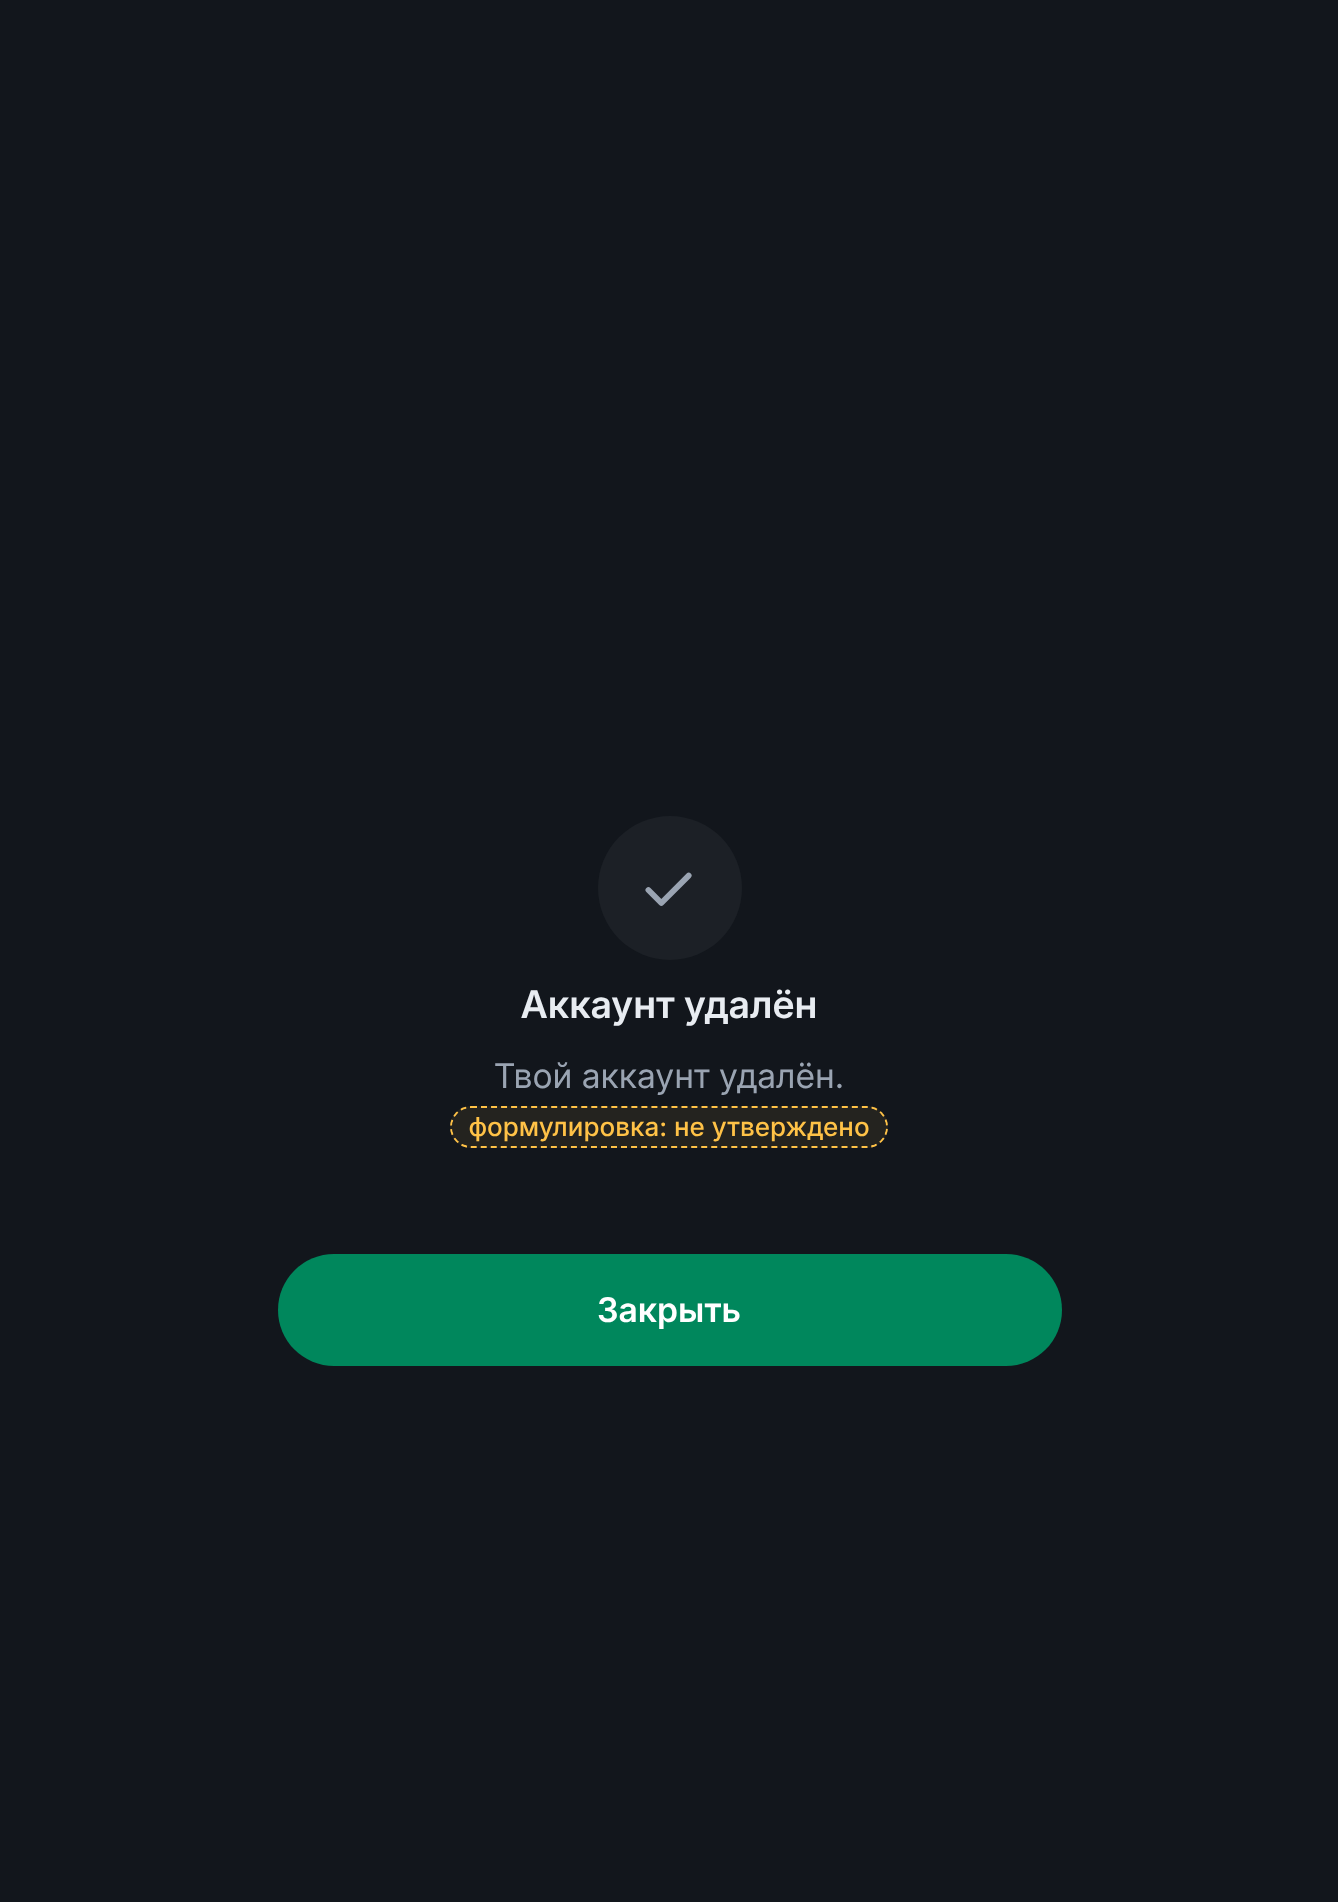 Аккаунт удалён
Твой аккаунт удалён.
формулировка: не утверждено
Закрыть